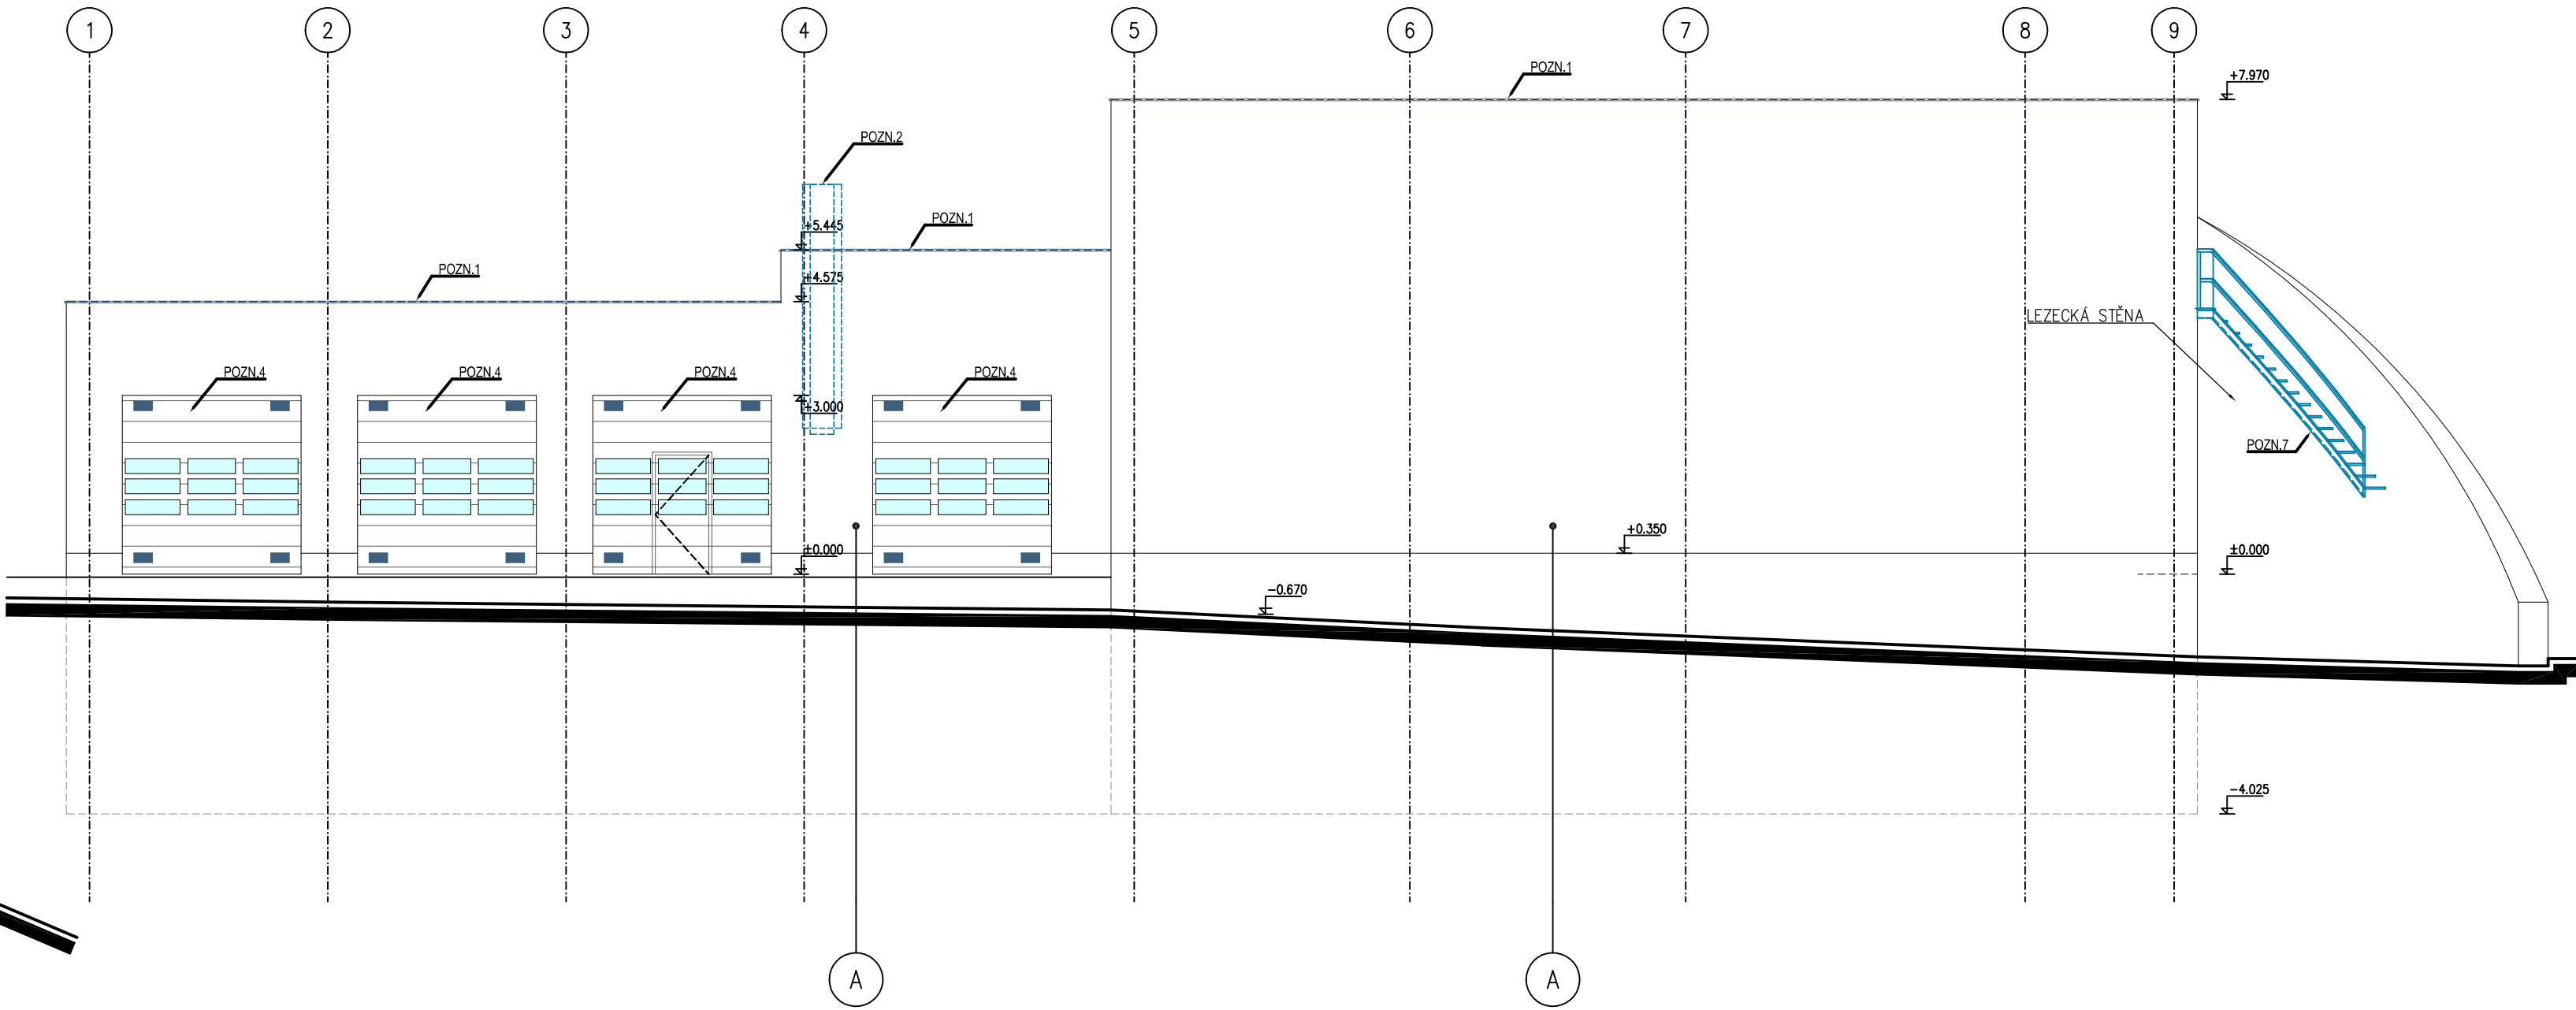 1 2 3 4 5 6 7 8 9
POZN.1
+7.970
POZN.2
POZN.1
+5.445
POZN.1
+4.575
LEZECKÁ STĚNA
POZN.4 POZN.4 POZN.4 POZN.4
+3.000
POZN.7
+0.350
±0.000 ±0.000
-0.670
-4.025
A A